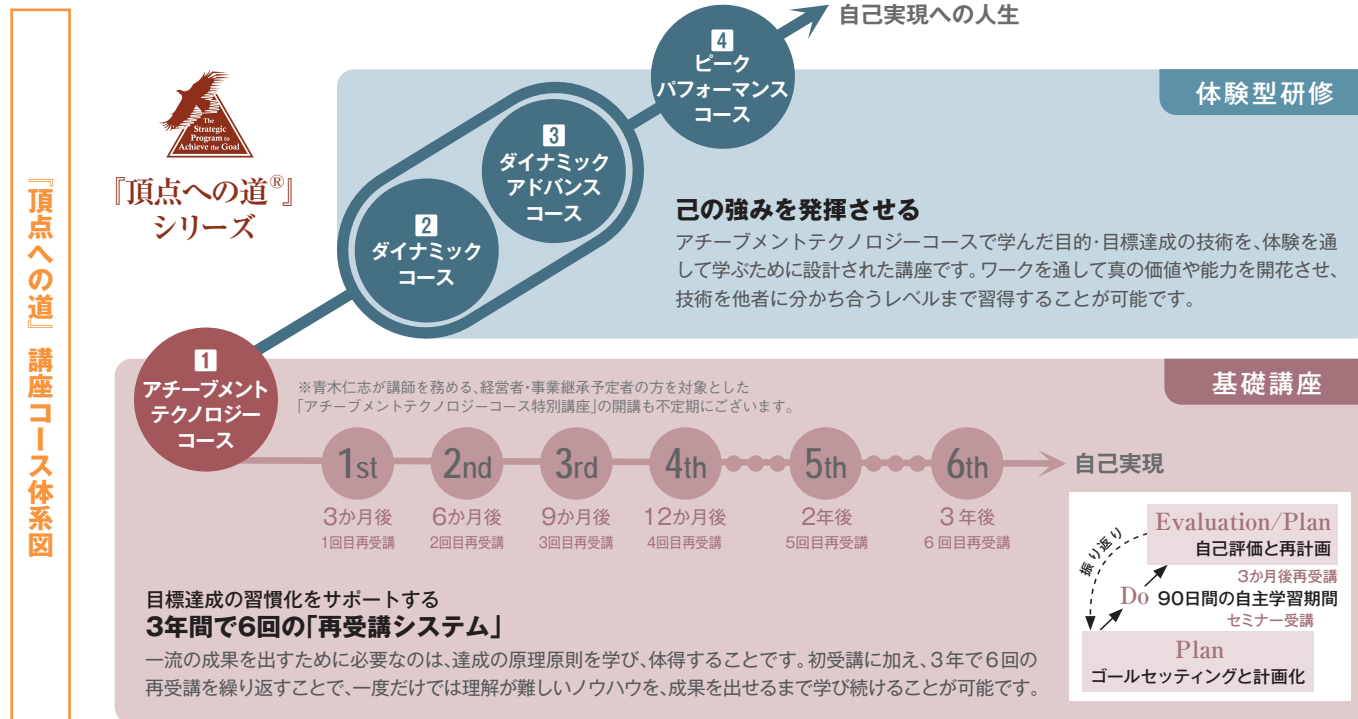 『頂点への道』講座コース体系図
The
Strategic
Program to
Achieve the Goal
『頂点への道®』
シリーズ
自己実現への人生
4
ピーク
パフォーマンス
コース
体験型研修
3
ダイナミック
アドバンス
コース
2
ダイナミック
コース
己の強みを発揮させる
アチーブメントテクノロジーコースで学んだ目的・目標達成の技術を、体験を通
して学ぶために設計された講座です。ワークを通して真の価値や能力を開花させ、
技術を他者に分かち合うレベルまで習得することが可能です。
1
アチーブメント
テクノロジー
コース
基礎講座
※青木仁志が講師を務める、経営者・事業継承予定者の方を対象とした
「アチーブメントテクノロジーコース特別講座」の開講も不定期にございます。
1st 2nd 3rd 4th 5th 6th 自己実現
3か月後 6か月後 9か月後 12か月後 2年後 3年後
1回目再受講 2回目再受講 3回目再受講 4回目再受講 5回目再受講 6回目再受講
目標達成の習慣化をサポートする
3年間で6回の「再受講システム」
一流の成果を出すために必要なのは、達成の原理原則を学び、体得することです。初受講に加え、3年で6回の
再受講を繰り返すことで、一度だけでは理解が難しいノウハウを、成果を出せるまで学び続けることが可能です。
Evaluation/Plan
自己評価と再計画
振り返り
3か月後再受講
Do 90日間の自主学習期間
セミナー受講
Plan
ゴールセッティングと計画化